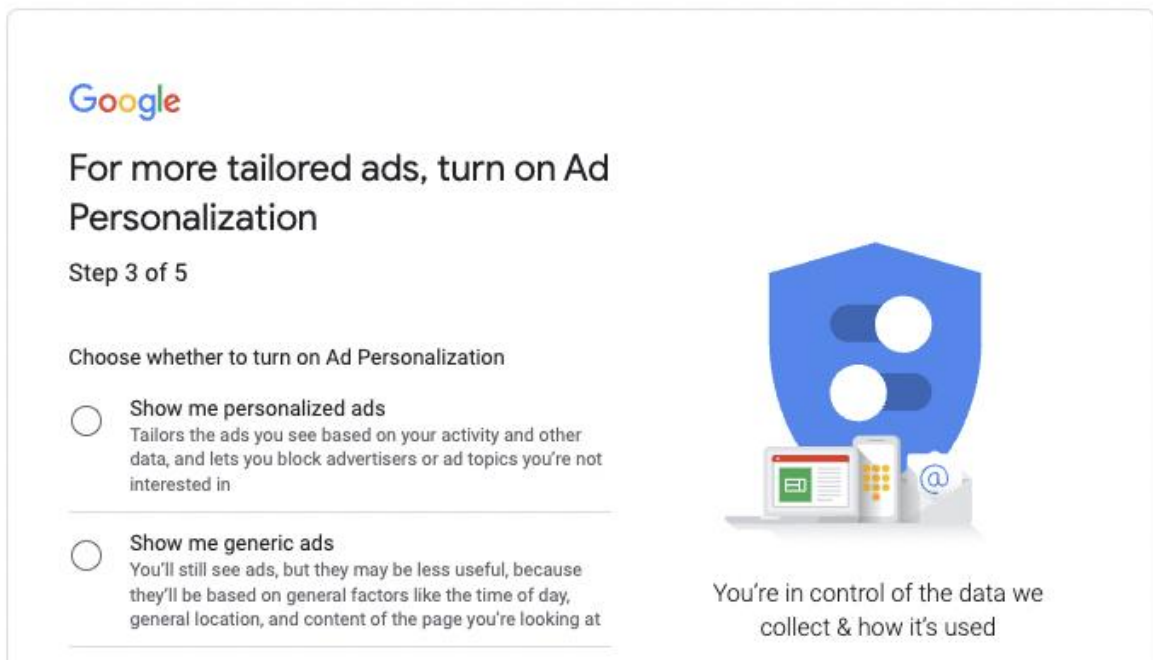 Google
For more tailored ads, turn on Ad
Personalization
Step 3 of 5
Choose whether to turn on Ad Personalization
Show me personalized ads
Tailors the ads you see based on your activity and other
data, and lets you block advertisers or ad topics you're not
interested in
Show me generic ads
You'll still see ads, but they may be less useful, because
they'll be based on general factors like the time of day,
general location, and content of the page you're looking at
@
You're in control of the data we
collect & how it's used